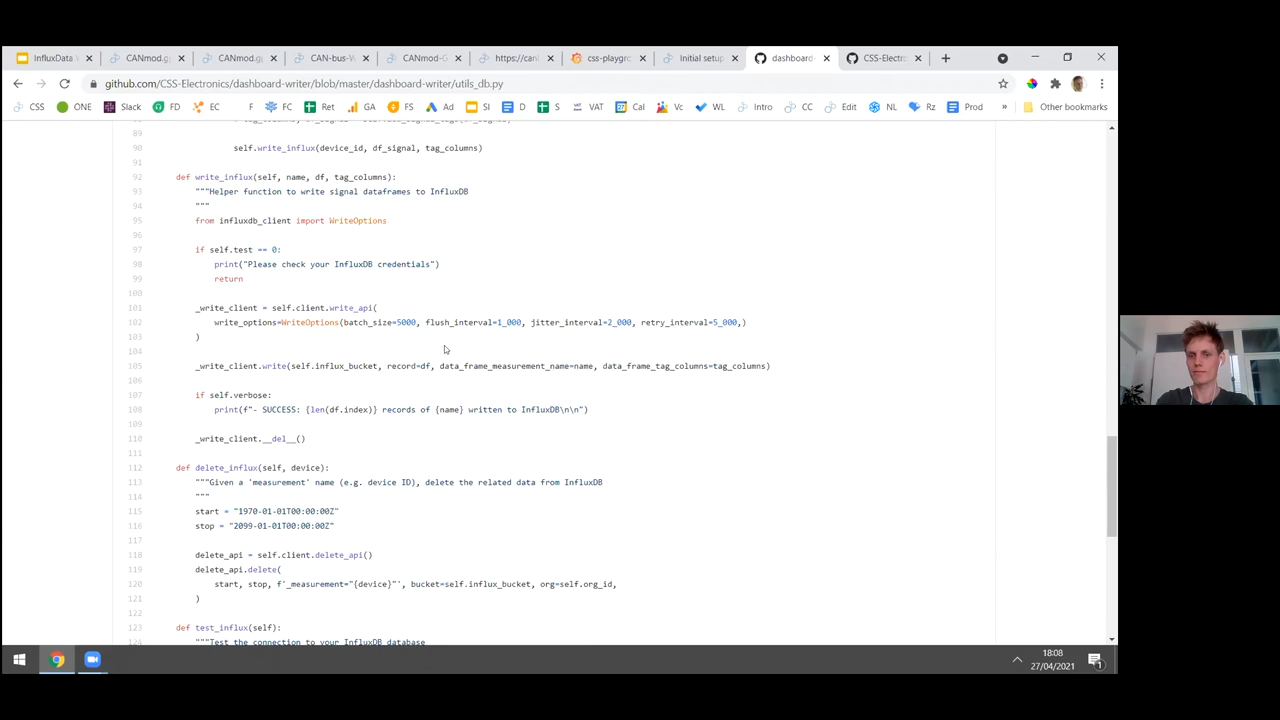 InfluxData
CANmod.g
CANmod.g
CAN-bus-
CANmod-G
https://can
css-playgro
Initial setup
dashboard-
CSS-Electro
github.com/CSS-Electronics/dashboard-writer/blob/master/dashboard-writer/utils_db.py
CSS ONE Slack FD EC F FC Ret GA FS Ad SI D S VAT Cal Vc WL Intro CC Edit NL Rz Prod » Other bookmarks
89
90 self.write_influx(device_id, df_signal, tag_columns)
91
92 def write_influx(self, name, df, tag_columns):
93 """Helper function to write signal dataframes to InfluxDB
94 """
95 from influxdb_client import WriteOptions
96
97 if self.test == 0:
98 print("Please check your InfluxDB credentials")
99 return
100
101 _write_client = self.client.write_api(
102 write_options=WriteOptions(batch_size=5000, flush_interval=1_000, jitter_interval=2_000, retry_interval=5_000,)
103 )
104
105 _write_client.write(self.influx_bucket, record=df, data_frame_measurement_name=name, data_frame_tag_columns=tag_columns)
106
107 if self.verbose:
108 print(f"- SUCCESS: {len(df.index)} records of {name} written to InfluxDB\n\n")
109
110 _write_client.__del__()
111
112 def delete_influx(self, device):
113 """Given a 'measurement' name (e.g. device ID), delete the related data from InfluxDB
114 """
115 start = "1970-01-01T00:00:00Z"
116 stop = "2099-01-01T00:00:00Z"
117
118 delete_api = self.client.delete_api()
119 delete_api.delete(
120 start, stop, f'_measurement="{device}"', bucket=self.influx_bucket, org=self.org_id,
121 )
122
123 def test_influx(self):
124 """Test the connection to your InfluxDB database
18:08
27/04/2021
1